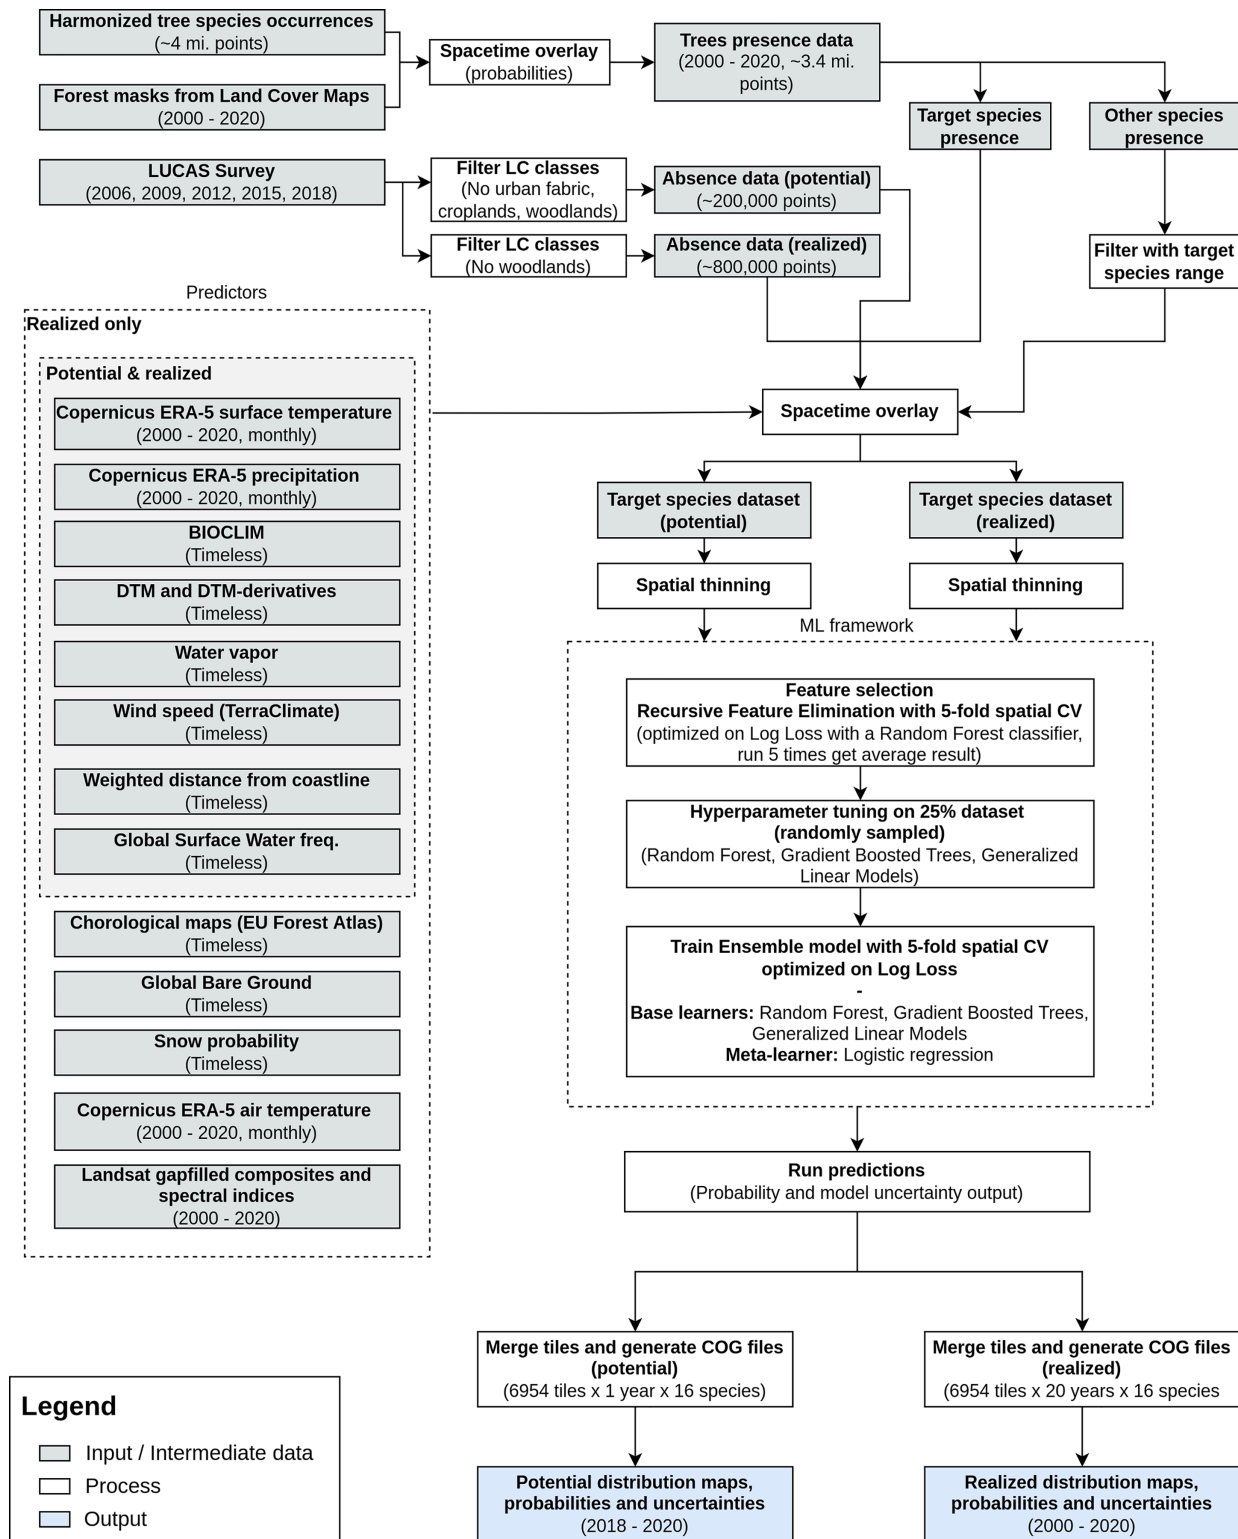 Harmonized tree species occurrences
(~4 mi. points)
Forest masks from Land Cover Maps
(2000 - 2020)
Spacetime overlay
(probabilities)
Trees presence data
(2000 - 2020, ~3.4 mi.
points)
Target species
presence
Other species
presence
LUCAS Survey
(2006, 2009, 2012, 2015, 2018)
Filter LC classes
(No urban fabric,
croplands, woodlands)
Absence data (potential)
(~200,000 points)
Filter LC classes
(No woodlands)
Absence data (realized)
(~800,000 points)
Filter with target
species range
Predictors
Realized only
Potential & realized
Copernicus ERA-5 surface temperature
(2000 - 2020, monthly)
Copernicus ERA-5 precipitation
(2000 - 2020, monthly)
BIOCLIM
(Timeless)
DTM and DTM-derivatives
(Timeless)
Water vapor
(Timeless)
Wind speed (TerraClimate)
(Timeless)
Weighted distance from coastline
(Timeless)
Global Surface Water freq.
(Timeless)
Chorological maps (EU Forest Atlas)
(Timeless)
Global Bare Ground
(Timeless)
Snow probability
(Timeless)
Copernicus ERA-5 air temperature
(2000 - 2020, monthly)
Landsat gapfilled composites and
spectral indices
(2000 - 2020)
Spacetime overlay
Target species dataset
(potential)
Target species dataset
(realized)
Spatial thinning
Spatial thinning
ML framework
Feature selection
Recursive Feature Elimination with 5-fold spatial CV
(optimized on Log Loss with a Random Forest classifier,
run 5 times get average result)
Hyperparameter tuning on 25% dataset
(randomly sampled)
(Random Forest, Gradient Boosted Trees, Generalized
Linear Models)
Train Ensemble model with 5-fold spatial CV
optimized on Log Loss
-
Base learners: Random Forest, Gradient Boosted Trees,
Generalized Linear Models
Meta-learner: Logistic regression
Run predictions
(Probability and model uncertainty output)
Merge tiles and generate COG files
(potential)
(6954 tiles x 1 year x 16 species)
Merge tiles and generate COG files
(realized)
(6954 tiles x 20 years x 16 species
Potential distribution maps,
probabilities and uncertainties
(2018 - 2020)
Realized distribution maps,
probabilities and uncertainties
(2000 - 2020)
Legend
Input / Intermediate data
Process
Output